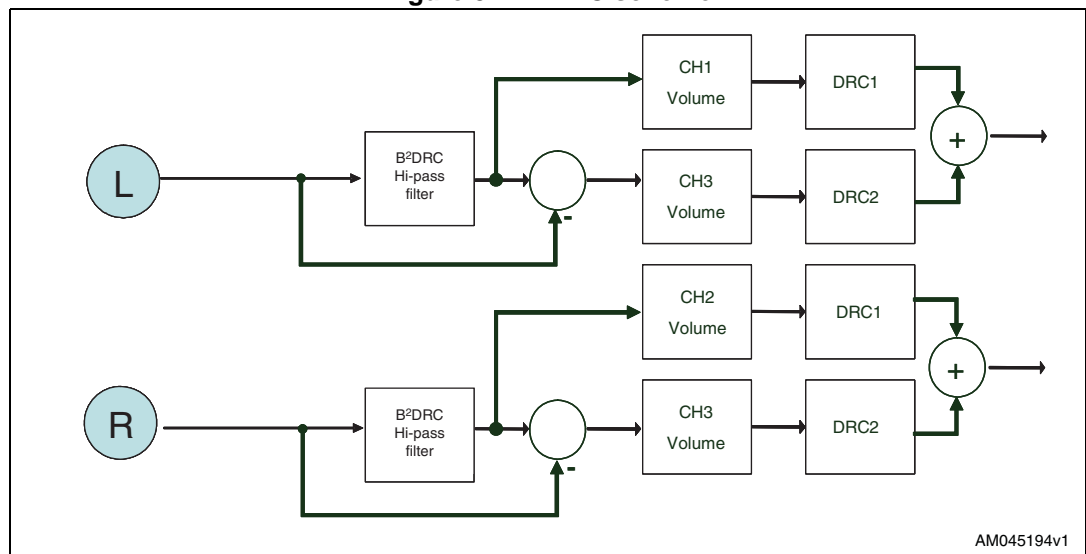 CH1
Volume
DRC1
+
L
B²DRC
Hi-pass
filter
-
CH3
Volume
DRC2
CH2
Volume
DRC1
+
R
B²DRC
Hi-pass
filter
-
CH3
Volume
DRC2
AM045194v1